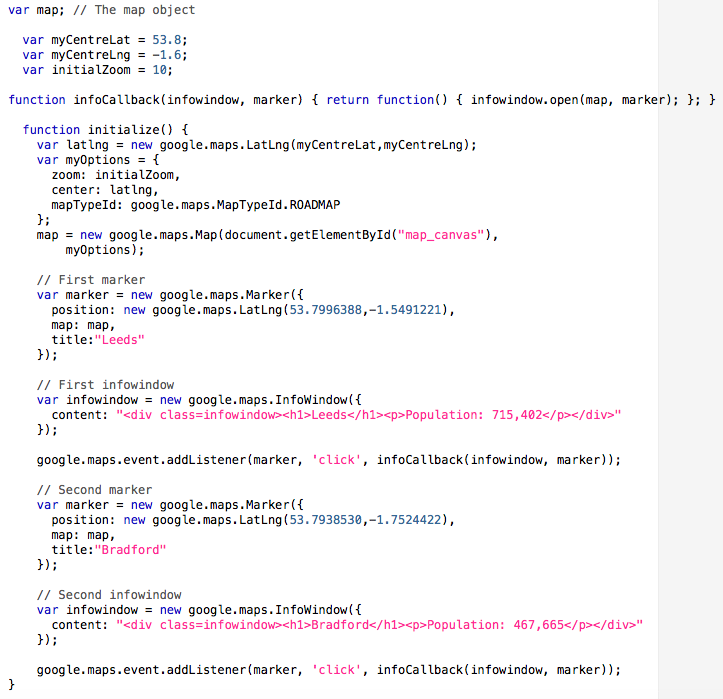 var map; // The map object

  var myCentreLat = 53.8;
  var myCentreLng = -1.6;
  var initialZoom = 10;

function infoCallback(infowindow, marker) { return function() { infowindow.open(map, marker); }; }

  function initialize() {
    var latlng = new google.maps.LatLng(myCentreLat,myCentreLng);
    var myOptions = {
      zoom: initialZoom,
      center: latlng,
      mapTypeId: google.maps.MapTypeId.ROADMAP
    };
    map = new google.maps.Map(document.getElementById("map_canvas"),
        myOptions);

    // First marker
    var marker = new google.maps.Marker({
      position: new google.maps.LatLng(53.7996388,-1.5491221),
      map: map,
      title:"Leeds"
    });

    // First infowindow
    var infowindow = new google.maps.InfoWindow({
      content: "<div class=infowindow><h1>Leeds</h1><p>Population: 715,402</p></div>"
    });

    google.maps.event.addListener(marker, 'click', infoCallback(infowindow, marker));

    // Second marker
    var marker = new google.maps.Marker({
      position: new google.maps.LatLng(53.7938530,-1.7524422),
      map: map,
      title:"Bradford"
    });

    // Second infowindow
    var infowindow = new google.maps.InfoWindow({
      content: "<div class=infowindow><h1>Bradford</h1><p>Population: 467,665</p></div>"
    });

    google.maps.event.addListener(marker, 'click', infoCallback(infowindow, marker));
}